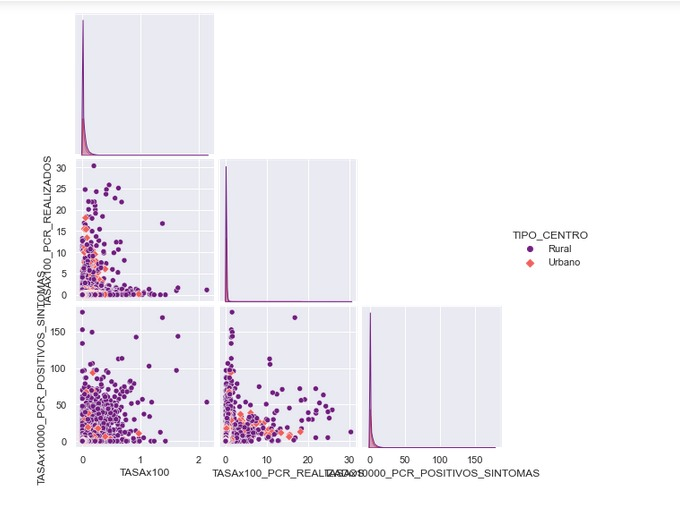 30
25
20
15
10
5
0
TASAx100_PCR_REALIZADOS
150
100
50
0
TASAx10000_PCR_POSITIVOS_SINTOMAS
0 1 2
TASAx100
0 10 20 30
TASAx100_PCR_REALIZADOS
0 50 100 150
TASAx10000_PCR_POSITIVOS_SINTOMAS
TIPO_CENTRO
Rural
Urbano